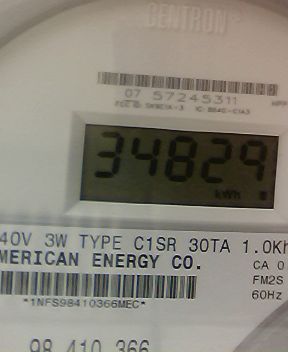 CENTRON
07 57245311
34829
kWh
40V 3W TYPE C1SR 30TA 1.0Kh
MERICAN ENERGY CO.
CA 0
FM2S
60Hz
*1NFS98410366MEC*
98 410 366